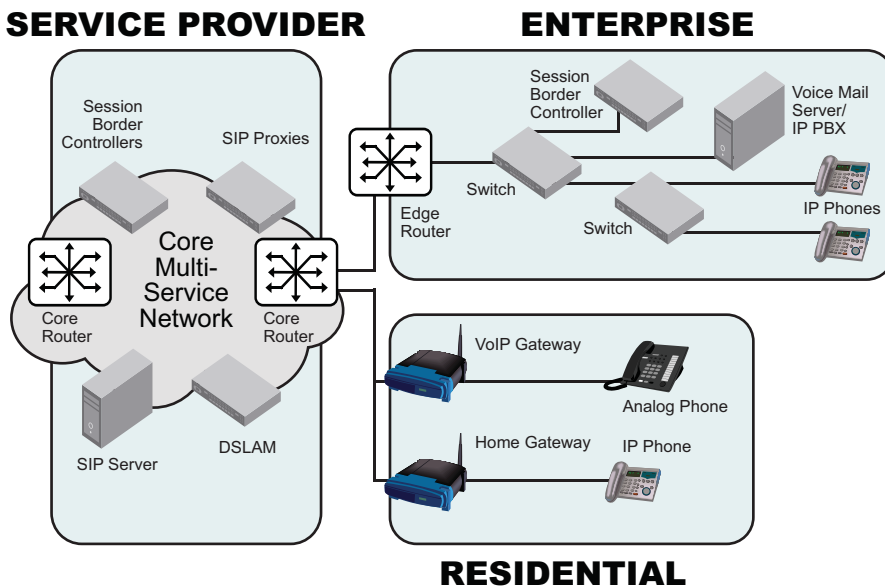 SERVICE PROVIDER
Session
Border
Controllers
SIP Proxies
Core
Multi-
Service
Network
Core
Router
Core
Router
SIP Server
DSLAM
ENTERPRISE
Session
Border
Controller
Voice Mail
Server/
IP PBX
Switch
Edge
Router
Switch
IP Phones
VoIP Gateway
Analog Phone
Home Gateway
IP Phone
RESIDENTIAL